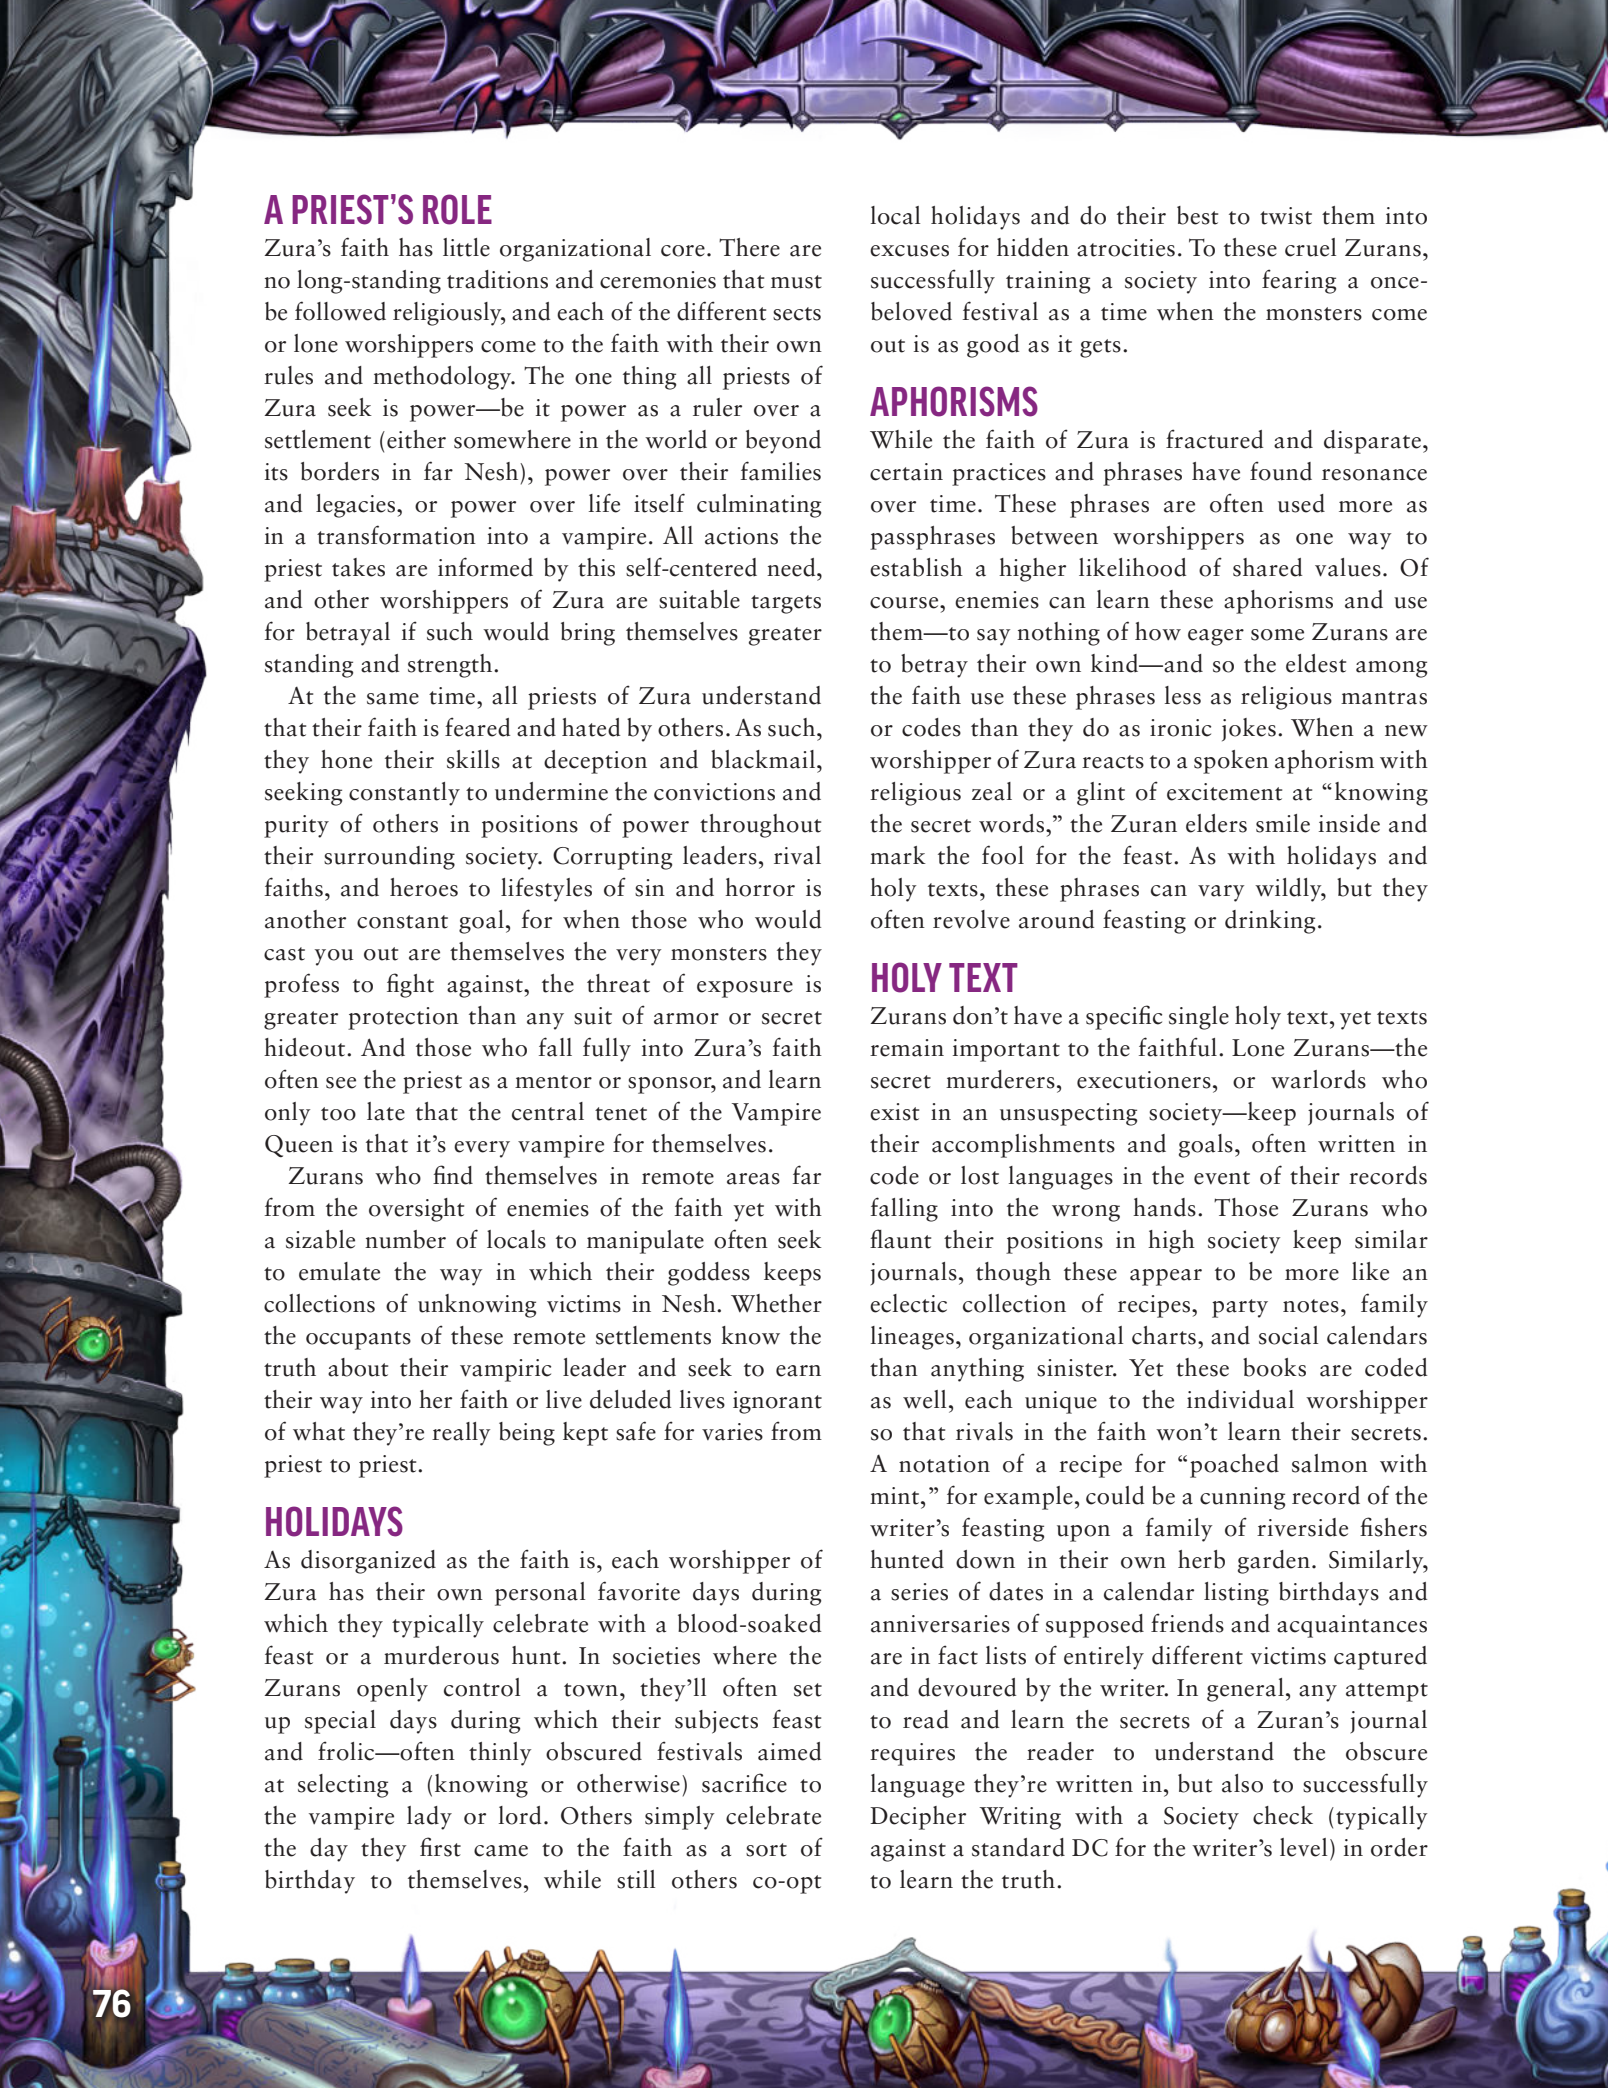 A PRIEST’S ROLE
Zura’s faith has little organizational core. There are
no long-standing traditions and ceremonies that must
be followed religiously, and each of the different sects
or lone worshippers come to the faith with their own
rules and methodology. The one thing all priests of
Zura seek is power—be it power as a ruler over a
settlement (either somewhere in the world or beyond
its borders in far Nesh), power over their families
and legacies, or power over life itself culminating
in a transformation into a vampire. All actions the
priest takes are informed by this self-centered need,
and other worshippers of Zura are suitable targets
for betrayal if such would bring themselves greater
standing and strength.
At the same time, all priests of Zura understand
that their faith is feared and hated by others. As such,
they hone their skills at deception and blackmail,
seeking constantly to undermine the convictions and
purity of others in positions of power throughout
their surrounding society. Corrupting leaders, rival
faiths, and heroes to lifestyles of sin and horror is
another constant goal, for when those who would
cast you out are themselves the very monsters they
profess to fight against, the threat of exposure is
greater protection than any suit of armor or secret
hideout. And those who fall fully into Zura’s faith
often see the priest as a mentor or sponsor, and learn
only too late that the central tenet of the Vampire
Queen is that it’s every vampire for themselves.
Zurans who find themselves in remote areas far
from the oversight of enemies of the faith yet with
a sizable number of locals to manipulate often seek
to emulate the way in which their goddess keeps
collections of unknowing victims in Nesh. Whether
the occupants of these remote settlements know the
truth about their vampiric leader and seek to earn
their way into her faith or live deluded lives ignorant
of what they’re really being kept safe for varies from
priest to priest.
HOLIDAYS
As disorganized as the faith is, each worshipper of
Zura has their own personal favorite days during
which they typically celebrate with a blood-soaked
feast or a murderous hunt. In societies where the
Zurans openly control a town, they’ll often set
up special days during which their subjects feast
and frolic—often thinly obscured festivals aimed
at selecting a (knowing or otherwise) sacrifice to
the vampire lady or lord. Others simply celebrate
the day they first came to the faith as a sort of
birthday to themselves, while still others co-opt
local holidays and do their best to twist them into
excuses for hidden atrocities. To these cruel Zurans,
successfully training a society into fearing a once-
beloved festival as a time when the monsters come
out is as good as it gets.
APHORISMS
While the faith of Zura is fractured and disparate,
certain practices and phrases have found resonance
over time. These phrases are often used more as
passphrases between worshippers as one way to
establish a higher likelihood of shared values. Of
course, enemies can learn these aphorisms and use
them—to say nothing of how eager some Zurans are
to betray their own kind—and so the eldest among
the faith use these phrases less as religious mantras
or codes than they do as ironic jokes. When a new
worshipper of Zura reacts to a spoken aphorism with
religious zeal or a glint of excitement at “knowing
the secret words,” the Zuran elders smile inside and
mark the fool for the feast. As with holidays and
holy texts, these phrases can vary wildly, but they
often revolve around feasting or drinking.
HOLY TEXT
Zurans don’t have a specific single holy text, yet texts
remain important to the faithful. Lone Zurans—the
secret murderers, executioners, or warlords who
exist in an unsuspecting society—keep journals of
their accomplishments and goals, often written in
code or lost languages in the event of their records
falling into the wrong hands. Those Zurans who
flaunt their positions in high society keep similar
journals, though these appear to be more like an
eclectic collection of recipes, party notes, family
lineages, organizational charts, and social calendars
than anything sinister. Yet these books are coded
as well, each unique to the individual worshipper
so that rivals in the faith won’t learn their secrets.
A notation of a recipe for “poached salmon with
mint,” for example, could be a cunning record of the
writer’s feasting upon a family of riverside fishers
hunted down in their own herb garden. Similarly,
a series of dates in a calendar listing birthdays and
anniversaries of supposed friends and acquaintances
are in fact lists of entirely different victims captured
and devoured by the writer. In general, any attempt
to read and learn the secrets of a Zuran’s journal
requires the reader to understand the obscure
language they’re written in, but also to successfully
Decipher Writing with a Society check (typically
against a standard DC for the writer’s level) in order
to learn the truth.
76